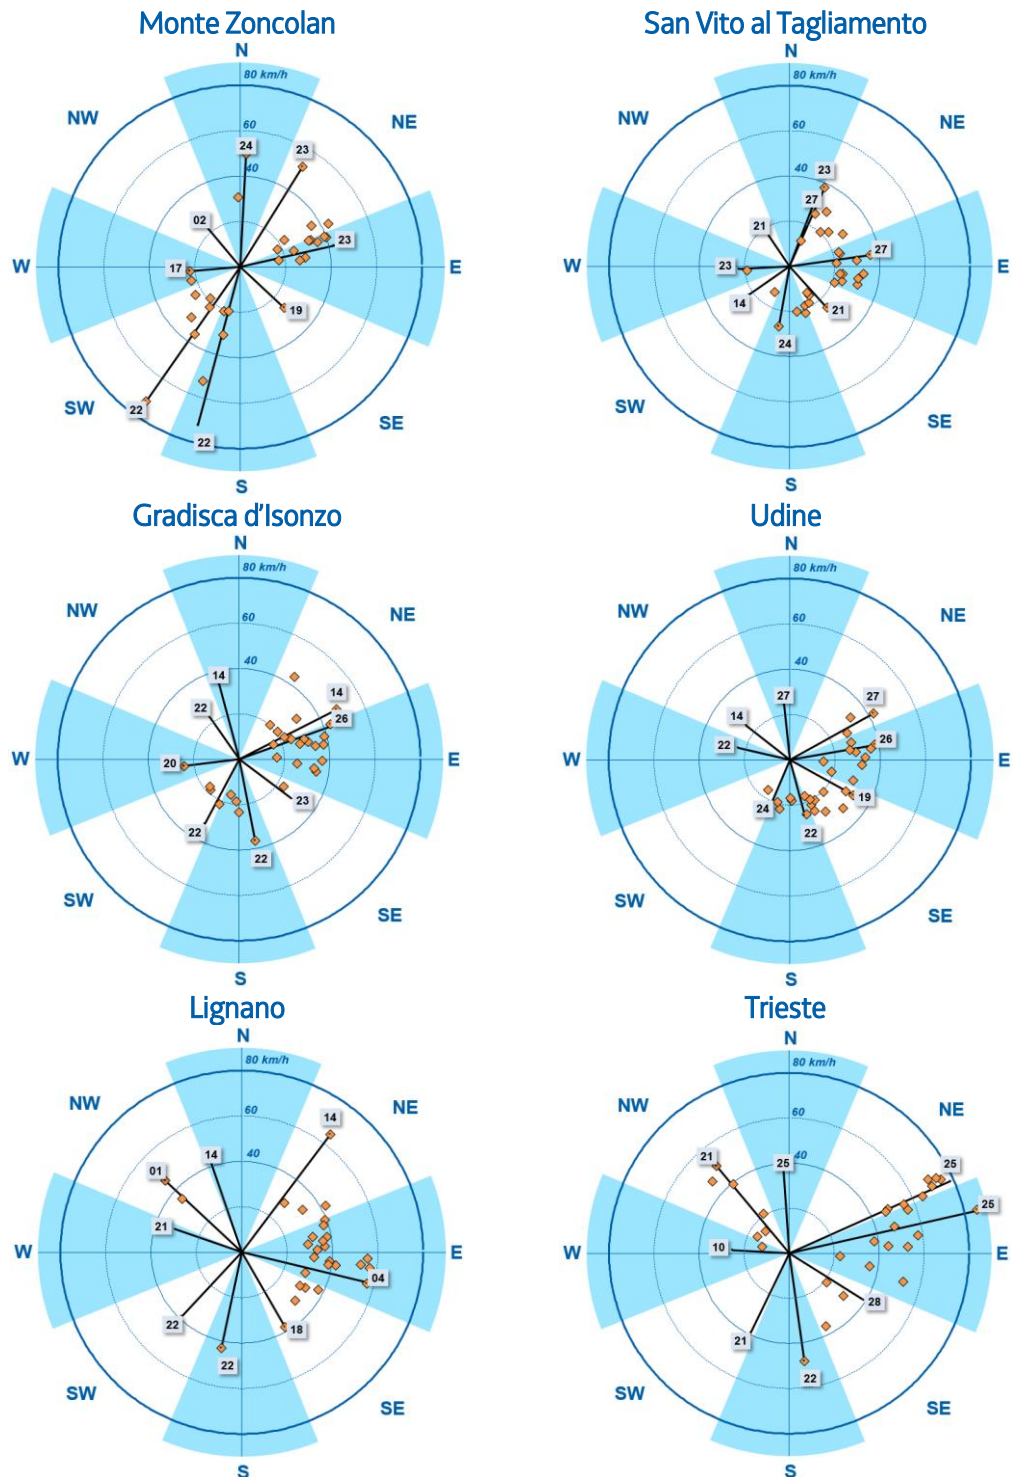 Monte Zoncolan
N
80 km/h
NW
NE
60
24
23
40
02
23
W
17
E
19
SW
22
22
SE
S
San Vito al Tagliamento
N
80 km/h
NW
NE
60
40
23
27
21
27
W
23
E
14
21
24
SW
SE
S
Gradisca d'Isonzo
N
80 km/h
NW
NE
60
40
14
14
22
26
W
20
E
23
22
22
SW
SE
S
Udine
N
80 km/h
NW
NE
60
40
27
27
14
22
26
W
E
19
24
22
SW
SE
S
Lignano
N
80 km/h
NW
NE
60
14
40
14
01
21
W
E
04
22
18
22
SW
SE
S
Trieste
N
80 km/h
NW
NE
60
40
21
25
25
25
W
10
E
28
21
22
SW
SE
S